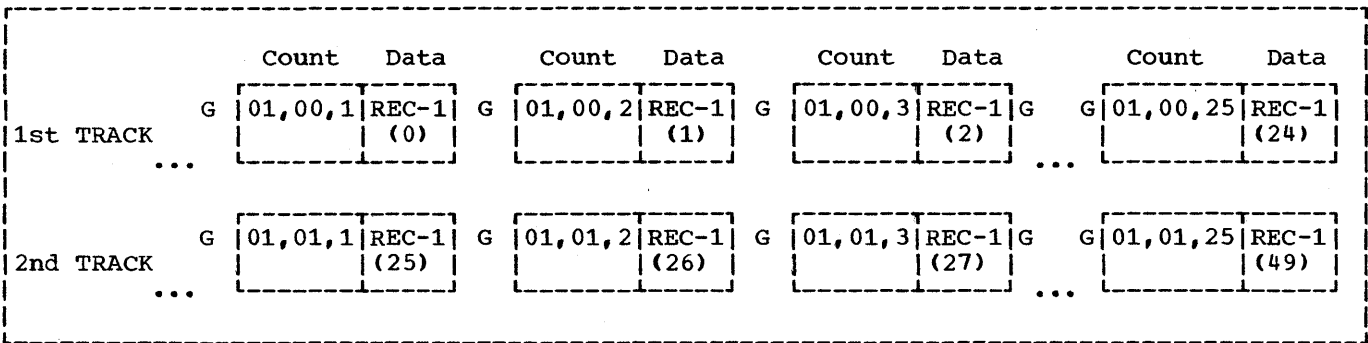 Count Data Count Data Count Data Count Data
G 01,00,1 REC-1 G 01,00,2 REC-1 G 01,00,3 REC-1 G G 01,00,25 REC-1
1st TRACK (0) (1) (2) (24)
... ...
G 01,01,1 REC-1 G 01,01,2 REC-1 G 01,01,3 REC-1 G G 01,01,25 REC-1
2nd TRACK (25) (26) (27) (49)
... ...